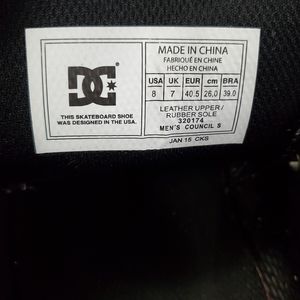 DC
THIS SKATEBOARD SHOE
WAS DESIGNED IN THE USA.
MADE IN CHINA
FABRIQUÉ EN CHINE
HECHO EN CHINA
USA UK EUR cm BRA
8 7 40.5 26,0 39.0
LEATHER UPPER/
RUBBER SOLE
320174
MEN'S COUNCIL S
JAN 15 CKS